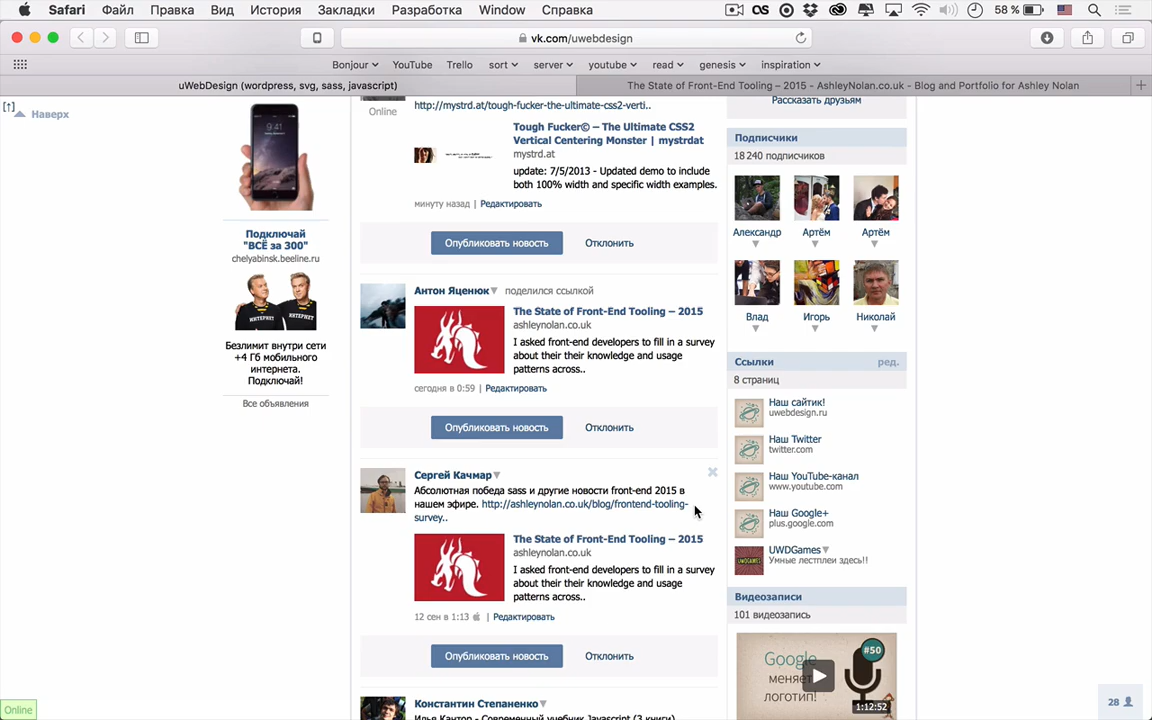 Safari Файл Правка Вид История Закладки Разработка Window Справка 58 %
vk.com/uwebdesign
Bonjour YouTube Trello sort server youtube read genesis inspiration
uWebDesign (wordpress, svg, sass, javascript)
The State of Front-End Tooling – 2015 - AshleyNolan.co.uk - Blog and Portfolio for Ashley Nolan
[↑] Наверх
Подключай
"ВСЁ за 300"
chelyabinsk.beeline.ru
ИНТЕРНЕТ ИНТЕРНЕТ
Безлимит внутри сети
+4 Гб мобильного
интернета.
Подключай!
Все объявления
Online
http://mystrd.at/tough-fucker-the-ultimate-css2-verti..
Tough Fucker© – The Ultimate CSS2
Vertical Centering Monster | mystrdat
mystrd.at
update: 7/5/2013 - Updated demo to include
both 100% width and specific width examples.
минуту назад | Редактировать
Опубликовать новость Отклонить
Антон Яценюк поделился ссылкой
The State of Front-End Tooling – 2015
ashleynolan.co.uk
I asked front-end developers to fill in a survey
about their their knowledge and usage
patterns across..
сегодня в 0:59 | Редактировать
Опубликовать новость Отклонить
Сергей Качмар
Абсолютная победа sass и другие новости front-end 2015 в
нашем эфире. http://ashleynolan.co.uk/blog/frontend-tooling-
survey..
The State of Front-End Tooling – 2015
ashleynolan.co.uk
I asked front-end developers to fill in a survey
about their their knowledge and usage
patterns across..
12 сен в 1:13 | Редактировать
Опубликовать новость Отклонить
Константин Степаненко
Илья Кантор - Современный учебник Javascript (3 книги)
Рассказать друзьям
Подписчики
18 240 подписчиков
Александр Артём Артём
Влад Игорь Николай
Ссылки ред.
8 страниц
Наш сайтик!
uwebdesign.ru
Наш Twitter
twitter.com
Наш YouTube-канал
www.youtube.com
Наш Google+
plus.google.com
UWDGames
Умные лестплеи здесь!!
Видеозаписи
101 видеозапись
#50
Google
меняет
логотип!
1:12:52
Online
28